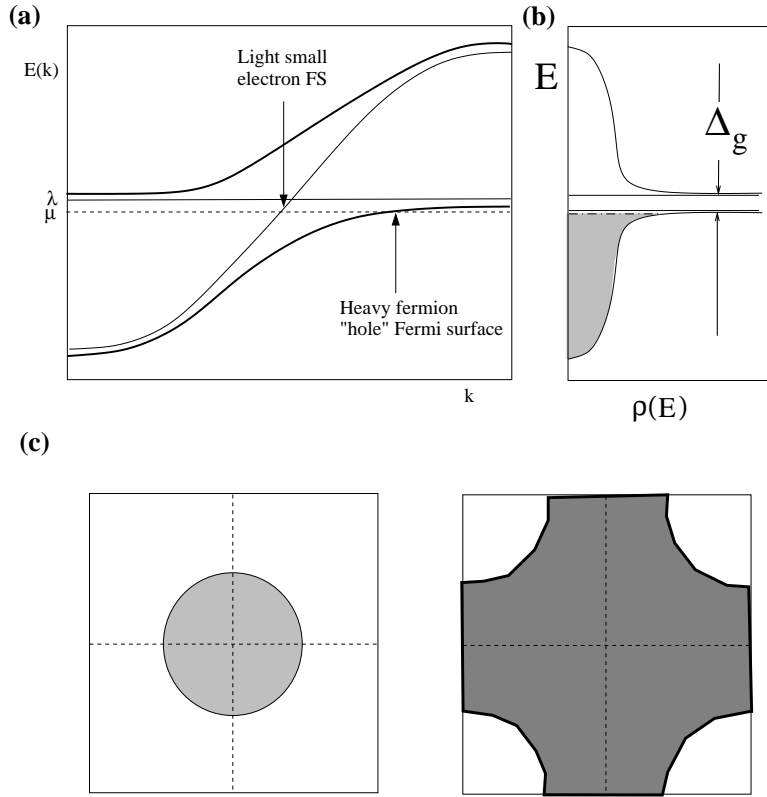 (a)
(b)
E(k)
Light small
electron FS
E
Δg
λ
μ
Heavy fermion
"hole" Fermi surface
k
ρ(E)
(c)